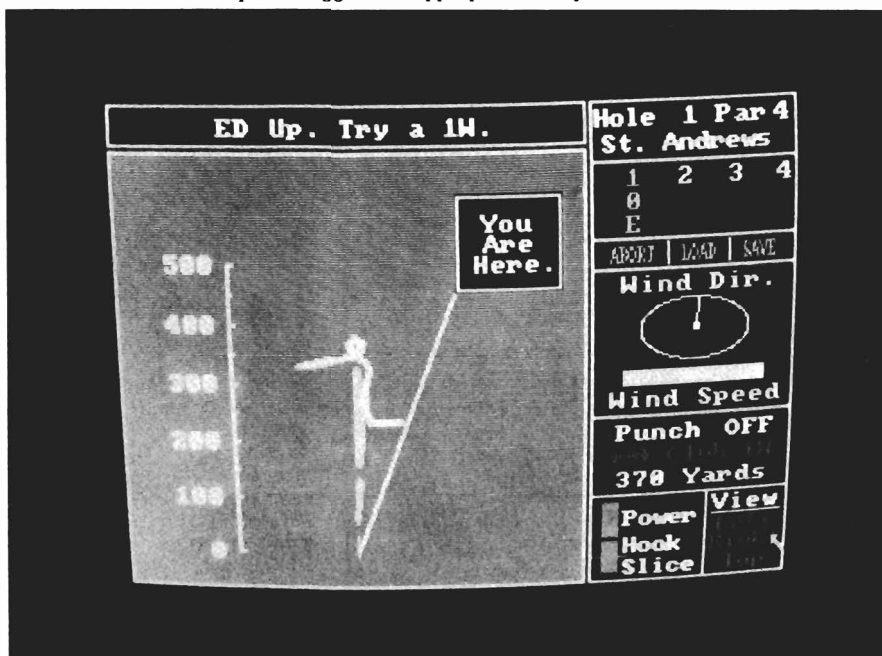 ED Up. Try a 1W.
Hole 1 Par 4
St. Andrews
1 2 3 4
0
E
ABORT | LOAD | SAVE
You
Are
Here.
500
400
300
200
100
0
Wind Dir.
Wind Speed
Punch OFF
370 Yards
Power
Hook
Slice
View